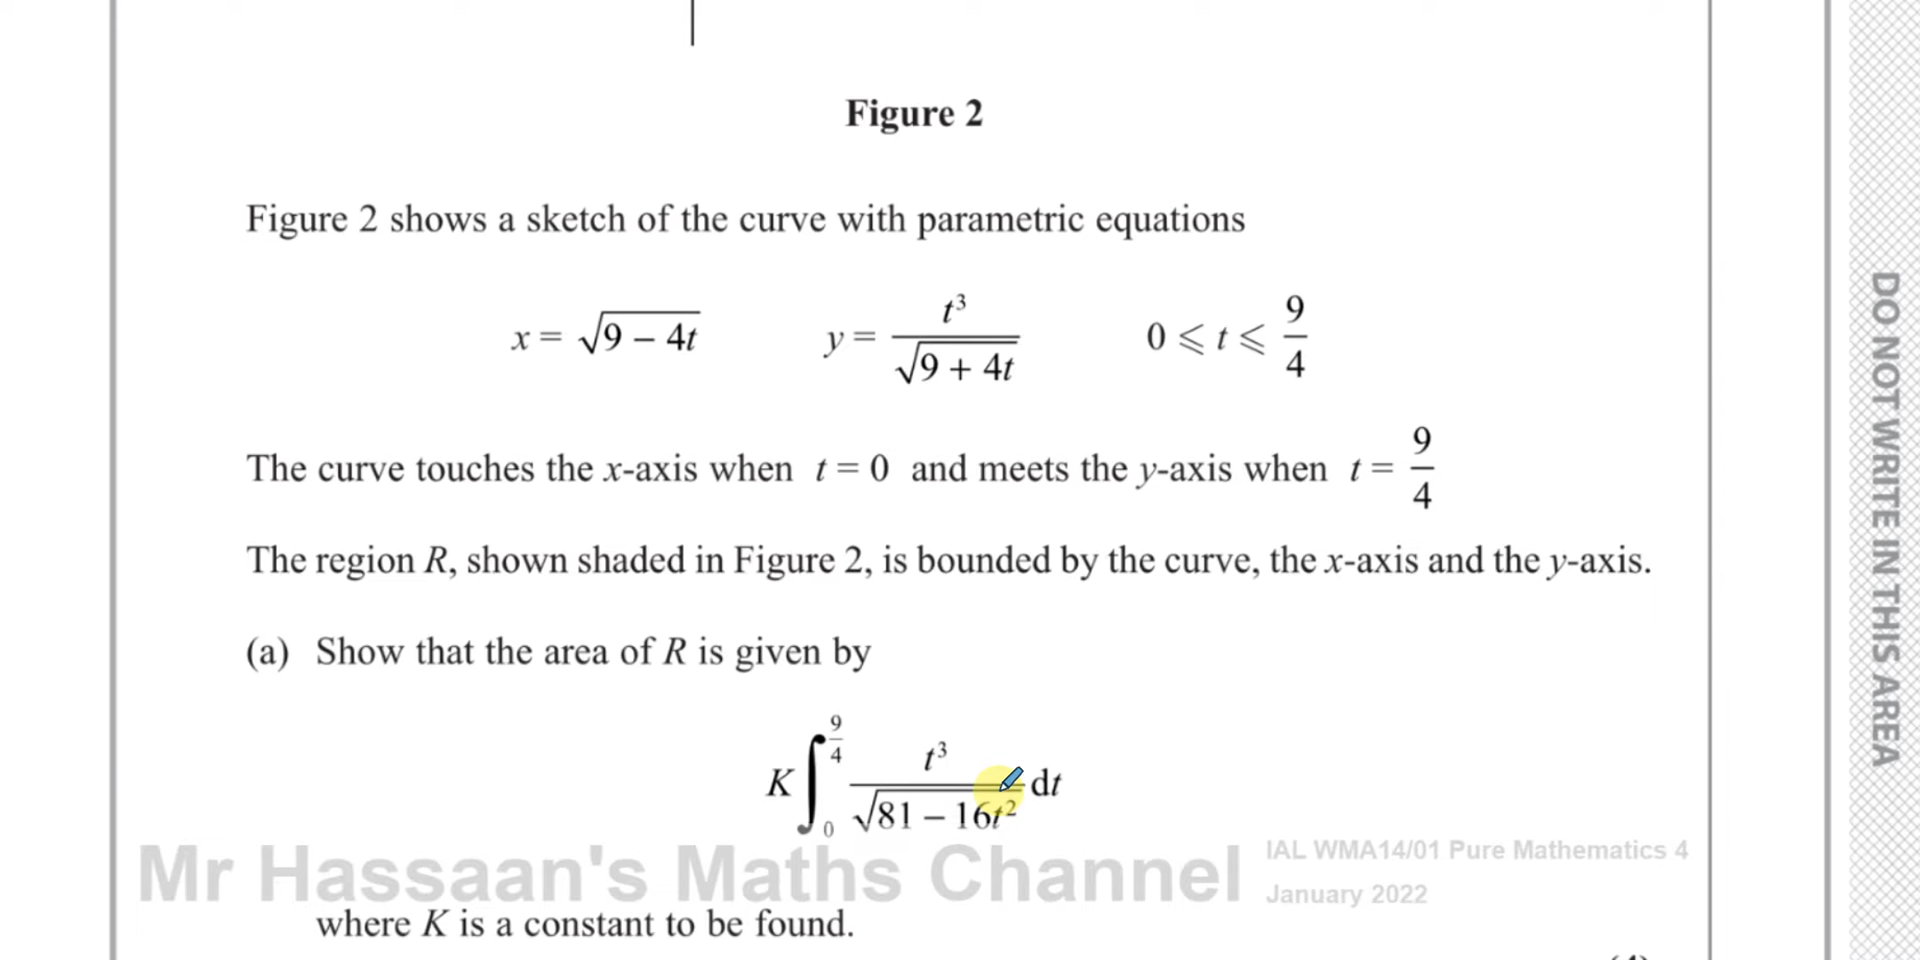 Figure 2
Figure 2 shows a sketch of the curve with parametric equations
x = √(9 − 4t)    y = t³/√(9 + 4t)    0 ⩽ t ⩽ 9/4
The curve touches the x-axis when t = 0 and meets the y-axis when t = 9/4
The region R, shown shaded in Figure 2, is bounded by the curve, the x-axis and the y-axis.
(a) Show that the area of R is given by
K ∫₀^(9/4) t³/√(81 − 16t²) dt
Mr Hassaan's Maths Channel
IAL WMA14/01 Pure Mathematics 4
January 2022
where K is a constant to be found.
DO NOT WRITE IN THIS AREA